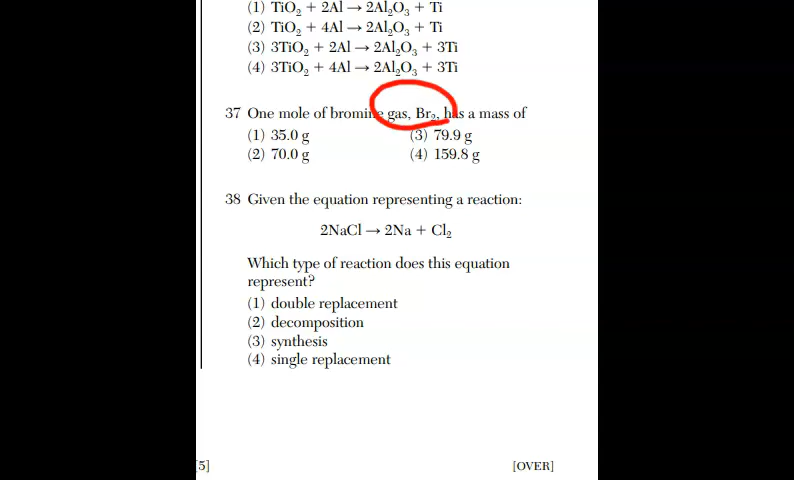 (1) TiO₂ + 2Al → 2Al₂O₃ + Ti
(2) TiO₂ + 4Al → 2Al₂O₃ + Ti
(3) 3TiO₂ + 2Al → 2Al₂O₃ + 3Ti
(4) 3TiO₂ + 4Al → 2Al₂O₃ + 3Ti
37 One mole of bromine gas, Br₂, has a mass of
(1) 35.0 g (3) 79.9 g
(2) 70.0 g (4) 159.8 g
38 Given the equation representing a reaction:
2NaCl → 2Na + Cl₂
Which type of reaction does this equation
represent?
(1) double replacement
(2) decomposition
(3) synthesis
(4) single replacement
5] [OVER]